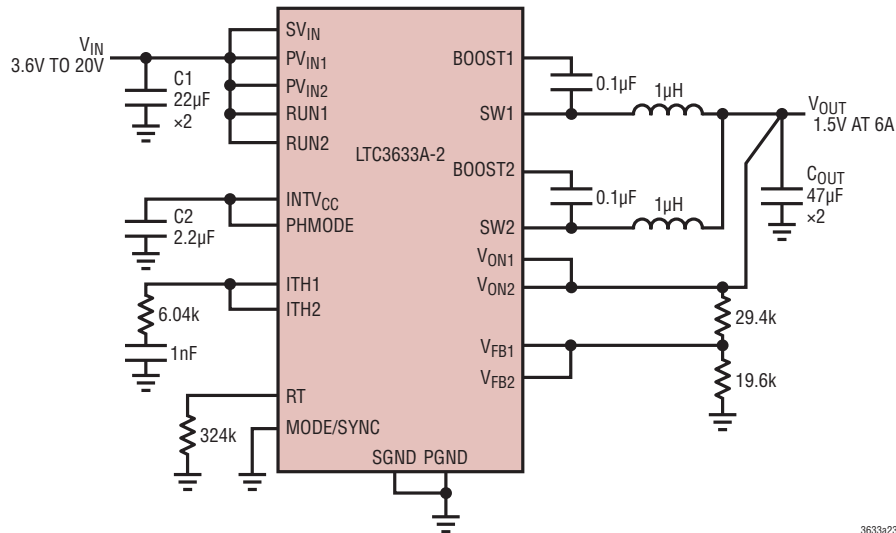 V_IN
3.6V TO 20V
C1
22µF
×2
SV_IN
PV_IN1
PV_IN2
RUN1
RUN2
INTV_CC
PHMODE
C2
2.2µF
ITH1
ITH2
6.04k
1nF
RT
324k
MODE/SYNC
SGND PGND
LTC3633A-2
BOOST1
0.1µF
1µH
SW1
BOOST2
0.1µF
1µH
SW2
V_ON1
V_ON2
V_FB1
V_FB2
V_OUT
1.5V AT 6A
C_OUT
47µF
×2
29.4k
19.6k